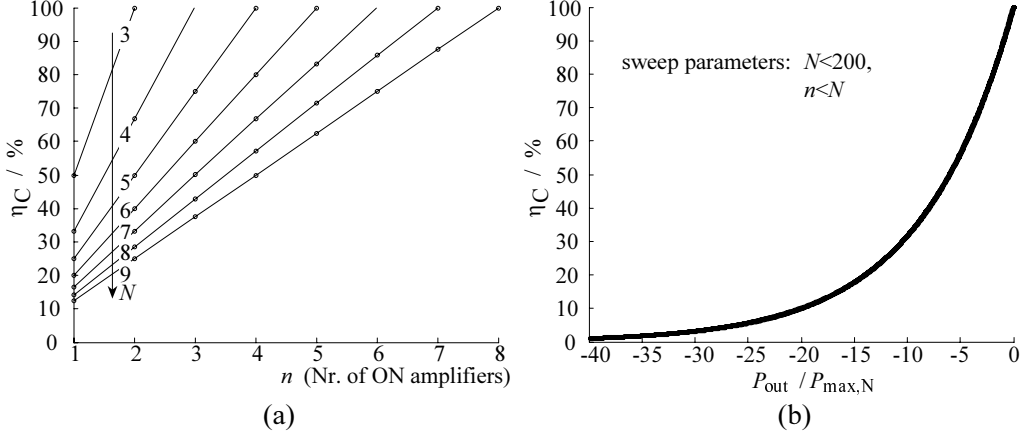 100
90
80
70
60
50
40
30
20
10
0
η_C / %
3
4
5
6
7
8
9
N
1 2 3 4 5 6 7 8
n (Nr. of ON amplifiers)
(a)
100
90
80
70
60
50
40
30
20
10
0
η_C / %
sweep parameters: N<200,
n<N
-40 -35 -30 -25 -20 -15 -10 -5 0
P_out / P_max,N
(b)